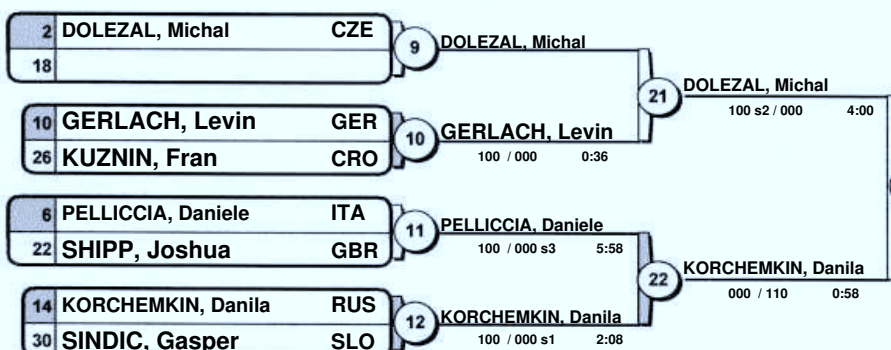 2 DOLEZAL, Michal CZE
18
9
DOLEZAL, Michal
10 GERLACH, Levin GER
26 KUZNIN, Fran CRO
10
GERLACH, Levin
100 / 000 0:36
21
DOLEZAL, Michal
100 s2 / 000 4:00
6 PELLICCIA, Daniele ITA
22 SHIPP, Joshua GBR
11
PELLICCIA, Daniele
100 / 000 s3 5:58
14 KORCHEMKIN, Danila RUS
30 SINDIC, Gasper SLO
12
KORCHEMKIN, Danila
100 / 000 s1 2:08
22
KORCHEMKIN, Danila
000 / 110 0:58